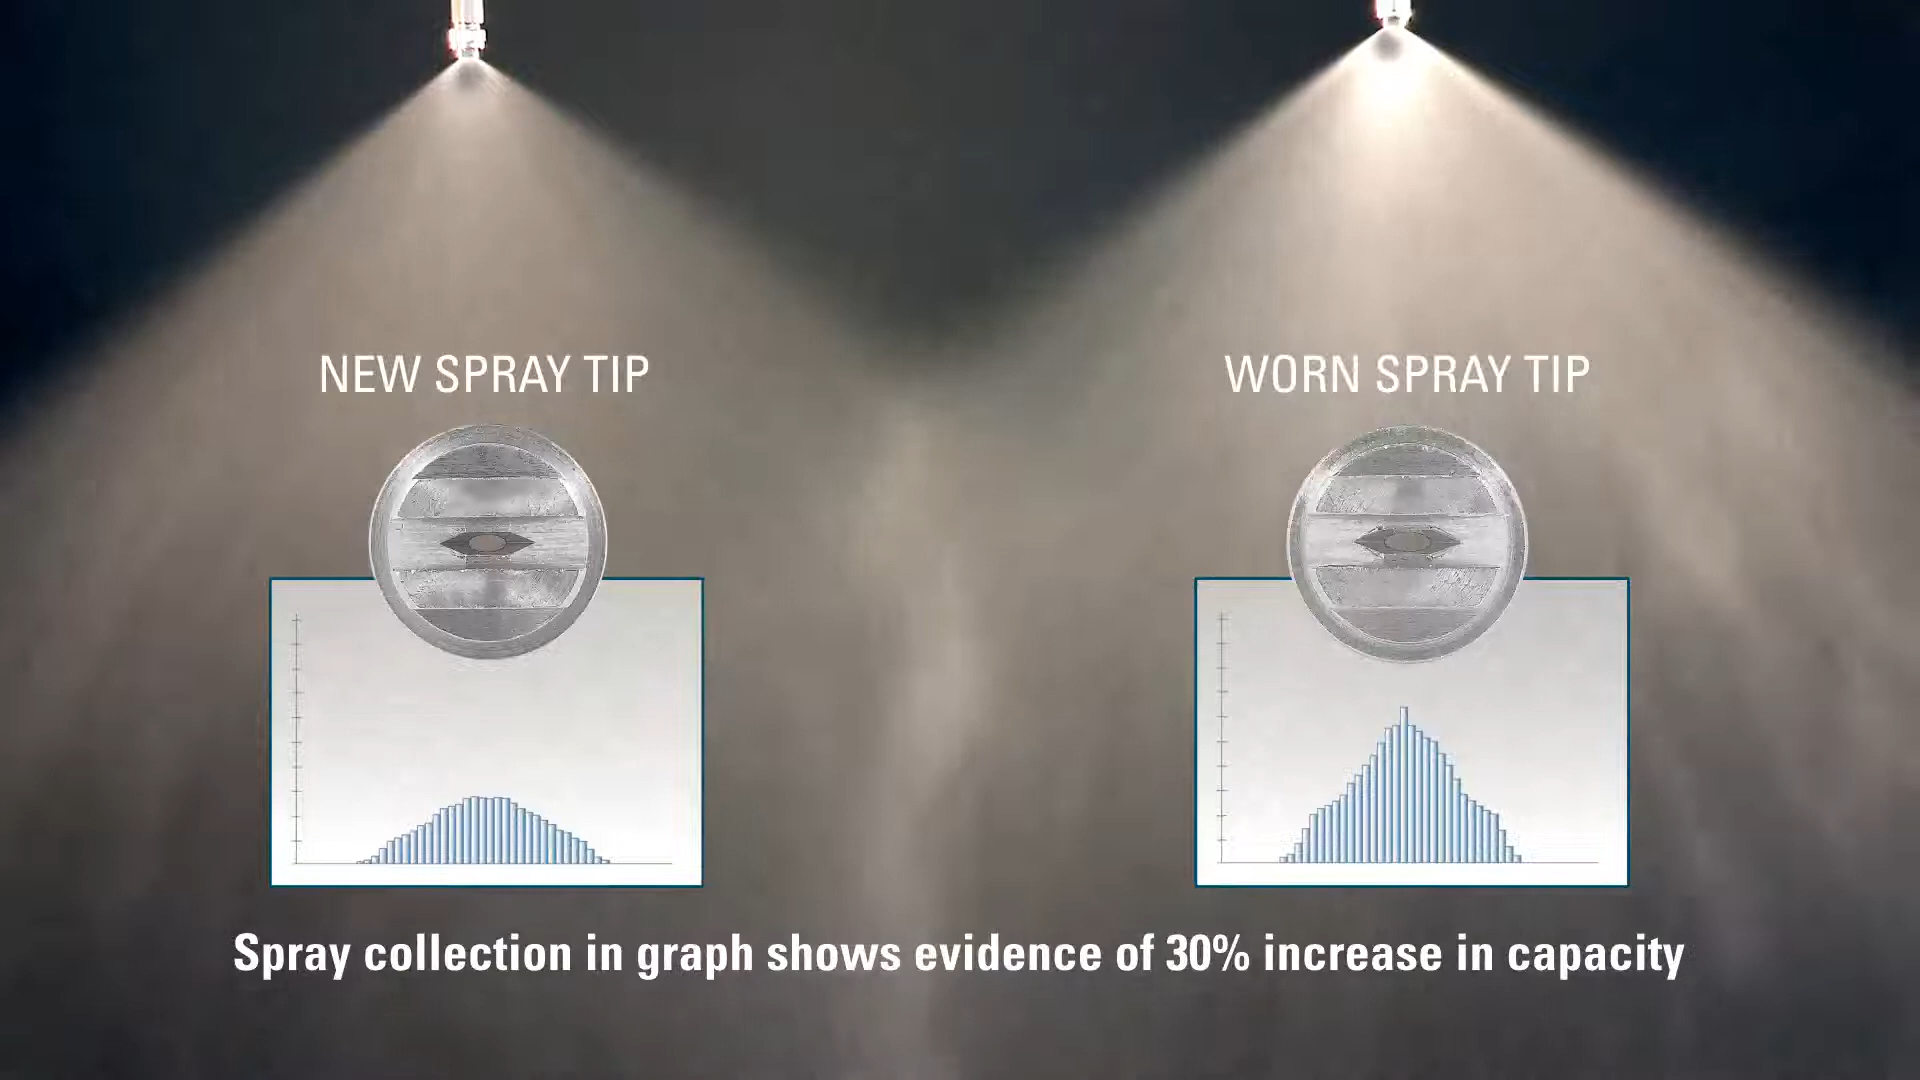 NEW SPRAY TIP
WORN SPRAY TIP
Spray collection in graph shows evidence of 30% increase in capacity